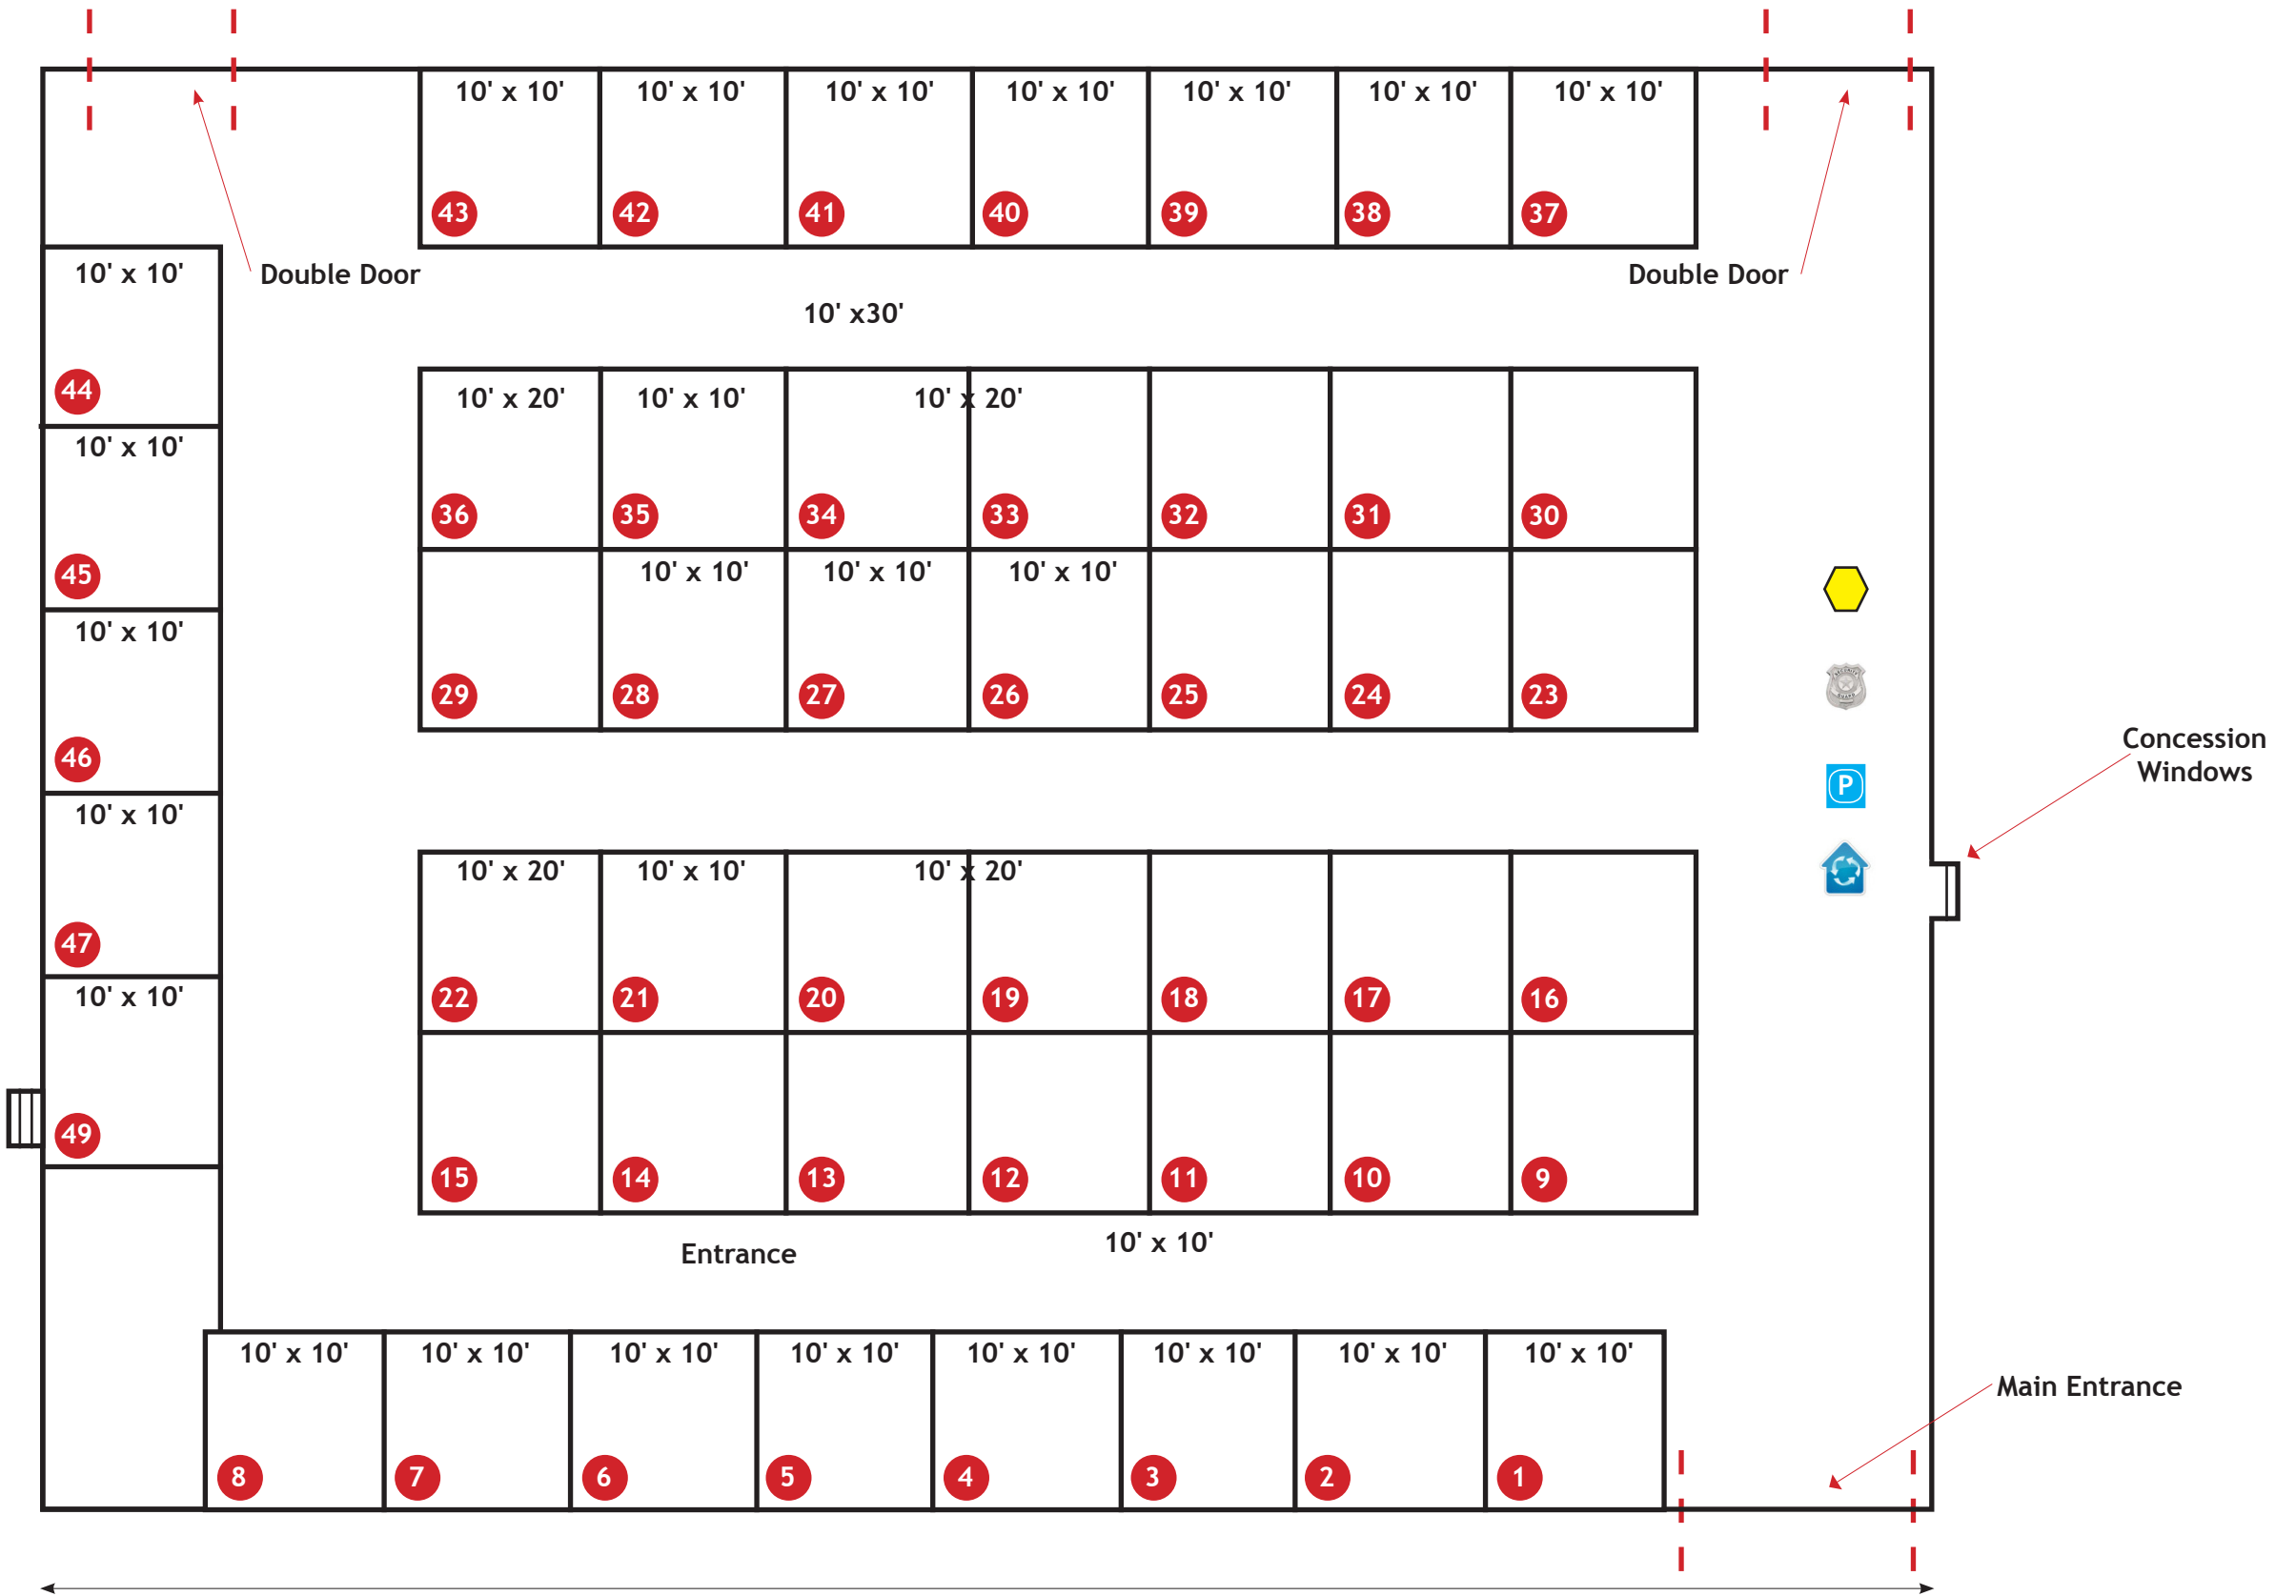 10' x 10' 10' x 10' 10' x 10' 10' x 10' 10' x 10' 10' x 10' 10' x 10'
43 42 41 40 39 38 37
10' x 10'
Double Door
Double Door
10' x30'
44
10' x 20' 10' x 10' 10' x 20'
10' x 10'
36 35 34 33 32 31 30
45
10' x 10' 10' x 10' 10' x 10'
10' x 10'
29 28 27 26 25 24 23
SECURITY
GUARD
46
Concession
Windows
P
10' x 10'
10' x 20' 10' x 10' 10' x 20'
47
10' x 10'
22 21 20 19 18 17 16
49
15 14 13 12 11 10 9
Entrance
10' x 10'
10' x 10' 10' x 10' 10' x 10' 10' x 10' 10' x 10' 10' x 10' 10' x 10' 10' x 10'
Main Entrance
8 7 6 5 4 3 2 1